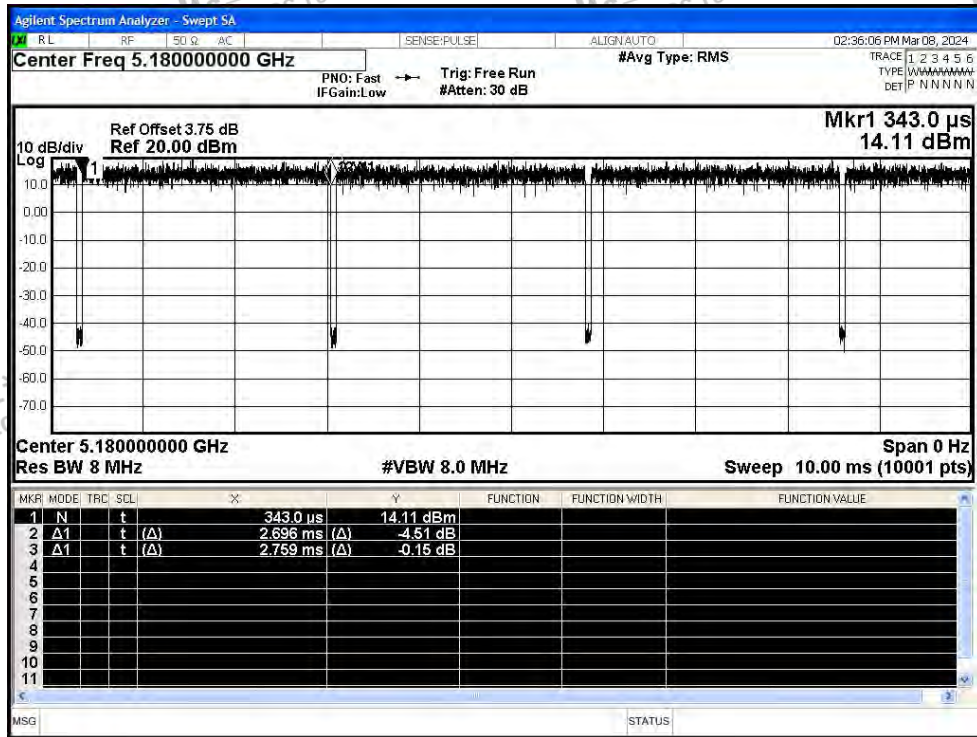 Agilent Spectrum Analyzer - Swept SA
RL RF 50 Ω AC SENSE:PULSE ALIGN AUTO 02:36:06 PM Mar 08, 2024
Center Freq 5.180000000 GHz
PNO: Fast
IFGain:Low
Trig: Free Run
#Atten: 30 dB
#Avg Type: RMS
TRACE 1 2 3 4 5 6
TYPE
DET P N N N N N
Mkr1 343.0 µs
14.11 dBm
Ref Offset 3.75 dB
10 dB/div Ref 20.00 dBm
Log
1
10.0
0.00
-10.0
-20.0
-30.0
-40.0
-50.0
-60.0
-70.0
Center 5.180000000 GHz Span 0 Hz
Res BW 8 MHz #VBW 8.0 MHz Sweep 10.00 ms (10001 pts)
MKR MODE TRC SCL X Y FUNCTION FUNCTION WIDTH FUNCTION VALUE
1 N t 343.0 µs 14.11 dBm
2 Δ1 t (Δ) 2.696 ms (Δ) -4.51 dB
3 Δ1 t (Δ) 2.759 ms (Δ) -0.15 dB
4
5
6
7
8
9
10
11
MSG STATUS